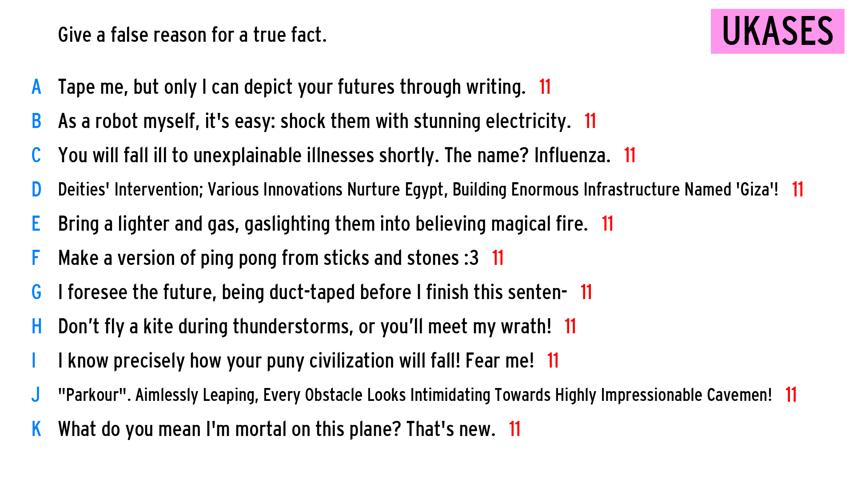 UKASES
Give a false reason for a true fact.
A Tape me, but only I can depict your futures through writing. 11
B As a robot myself, it's easy: shock them with stunning electricity. 11
C You will fall ill to unexplainable illnesses shortly. The name? Influenza. 11
D Deities' Intervention; Various Innovations Nurture Egypt, Building Enormous Infrastructure Named 'Giza'! 11
E Bring a lighter and gas, gaslighting them into believing magical fire. 11
F Make a version of ping pong from sticks and stones :3 11
G I foresee the future, being duct-taped before I finish this senten- 11
H Don’t fly a kite during thunderstorms, or you’ll meet my wrath! 11
I I know precisely how your puny civilization will fall! Fear me! 11
J "Parkour". Aimlessly Leaping, Every Obstacle Looks Intimidating Towards Highly Impressionable Cavemen! 11
K What do you mean I'm mortal on this plane? That's new. 11